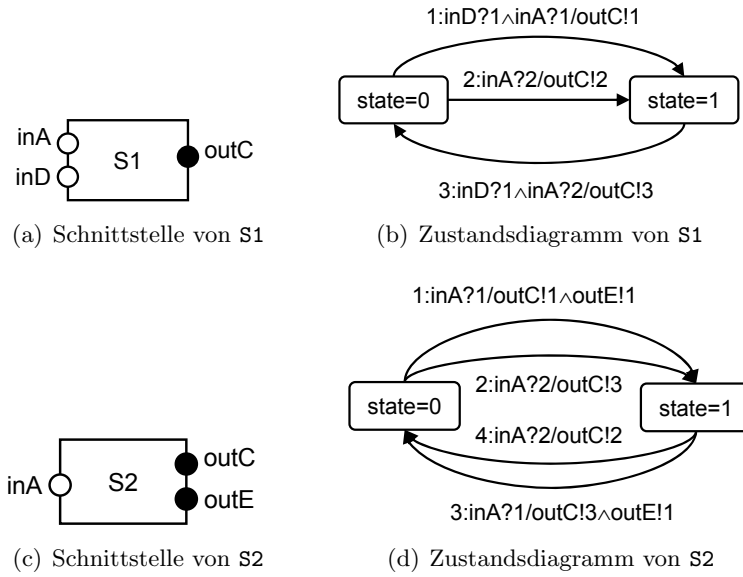 1:inD?1∧inA?1/outC!1
state=0
2:inA?2/outC!2
state=1
3:inD?1∧inA?2/outC!3
inA
inD
S1
outC
(a) Schnittstelle von S1
(b) Zustandsdiagramm von S1
1:inA?1/outC!1∧outE!1
2:inA?2/outC!3
state=0
state=1
4:inA?2/outC!2
3:inA?1/outC!3∧outE!1
inA
S2
outC
outE
(c) Schnittstelle von S2
(d) Zustandsdiagramm von S2